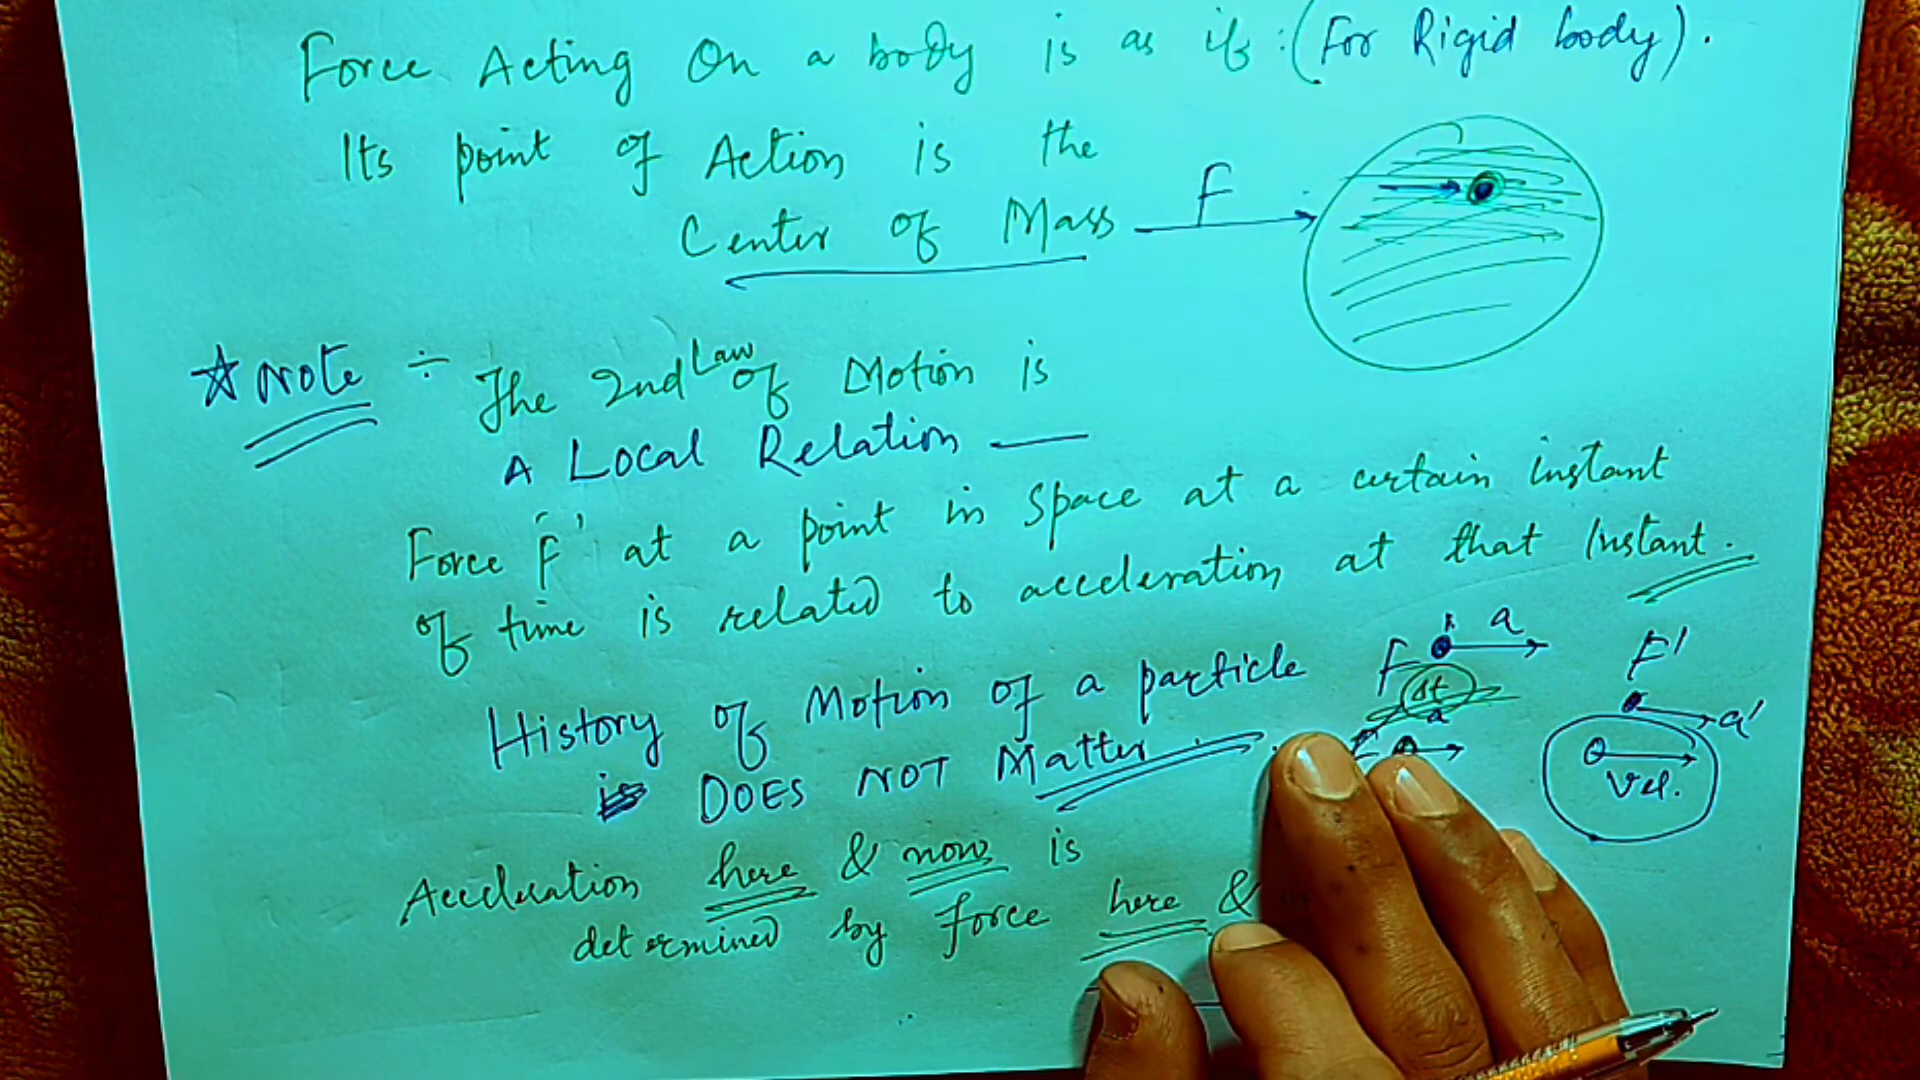 Force Acting On a body is as if : (For Rigid body).
Its point of Action is the
Center of Mass
F
☆ Note ÷ The 2nd Law of Motion is
A Local Relation —
Force 'F' at a point in space at a certain instant
of time is related to acceleration at that Instant.
a
F
Δt
a
F'
a'
Vel.
History of Motion of a particle
DOES NOT Matter
Acceleration here & now is
determined by force here &